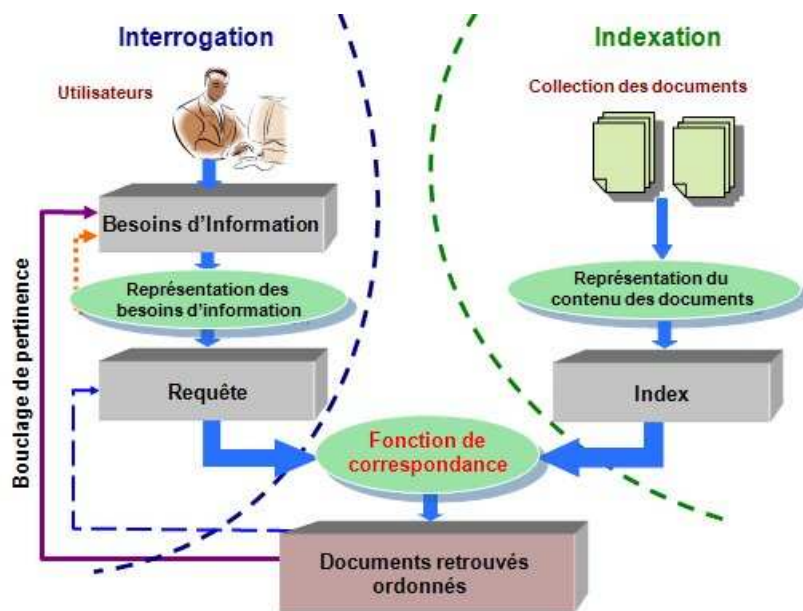 Interrogation
Indexation
Utilisateurs
Collection des documents
Besoins d'Information
Représentation des
besoins d'information
Représentation du
contenu des documents
Requête
Index
Fonction de
correspondance
Documents retrouvés
ordonnés
Bouclage de pertinence